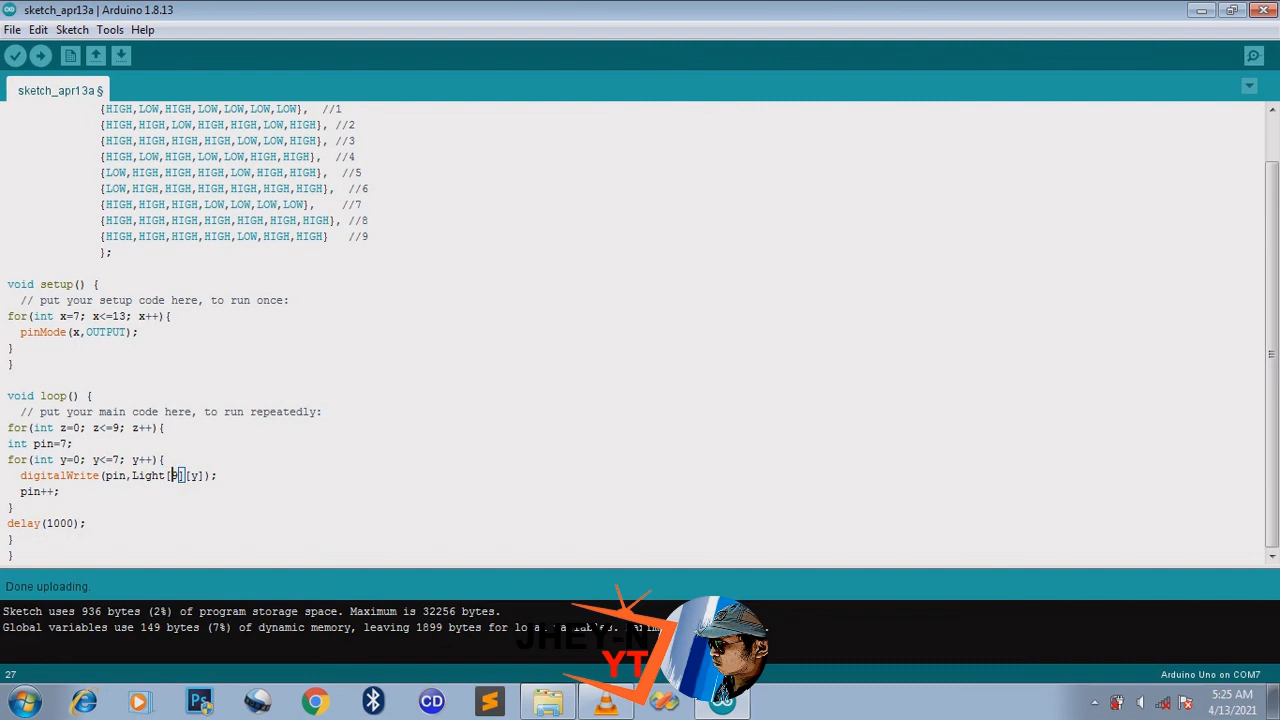 sketch_apr13a | Arduino 1.8.13
File Edit Sketch Tools Help
sketch_apr13a §
{HIGH,LOW,HIGH,LOW,LOW,LOW,LOW}, //1
{HIGH,HIGH,LOW,HIGH,HIGH,LOW,HIGH}, //2
{HIGH,HIGH,HIGH,HIGH,LOW,LOW,HIGH}, //3
{HIGH,LOW,HIGH,LOW,LOW,HIGH,HIGH}, //4
{LOW,HIGH,HIGH,HIGH,LOW,HIGH,HIGH}, //5
{LOW,HIGH,HIGH,HIGH,HIGH,HIGH,HIGH}, //6
{HIGH,HIGH,HIGH,LOW,LOW,LOW,LOW}, //7
{HIGH,HIGH,HIGH,HIGH,HIGH,HIGH,HIGH}, //8
{HIGH,HIGH,HIGH,HIGH,LOW,HIGH,HIGH} //9
};
void setup() {
// put your setup code here, to run once:
for(int x=7; x<=13; x++){
pinMode(x,OUTPUT);
}
}
void loop() {
// put your main code here, to run repeatedly:
for(int z=0; z<=9; z++){
int pin=7;
for(int y=0; y<=7; y++){
digitalWrite(pin,Light[9][y]);
pin++;
}
delay(1000);
}
}
Done uploading.
Sketch uses 936 bytes (2%) of program storage space. Maximum is 32256 bytes.
Global variables use 149 bytes (7%) of dynamic memory, leaving 1899 bytes for local variables.
JHEY-N
YT
27
Arduino Uno on COM7
Ps
CD
5:25 AM
4/13/2021